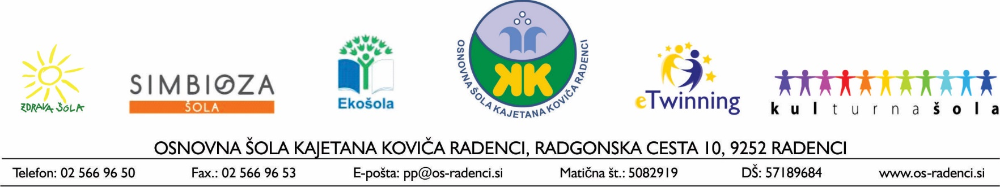 ZDRAVA ŠOLA
SIMBIOZA
ŠOLA
Ekošola
KK
OSNOVNA ŠOLA KAJETANA KOVIČA RADENCI
eTwinning
kulturnašola
OSNOVNA ŠOLA KAJETANA KOVIČA RADENCI, RADGONSKA CESTA 10, 9252 RADENCI
Telefon: 02 566 96 50 Fax.: 02 566 96 53 E-pošta: pp@os-radenci.si Matična št.: 5082919 DŠ: 57189684 www.os-radenci.si